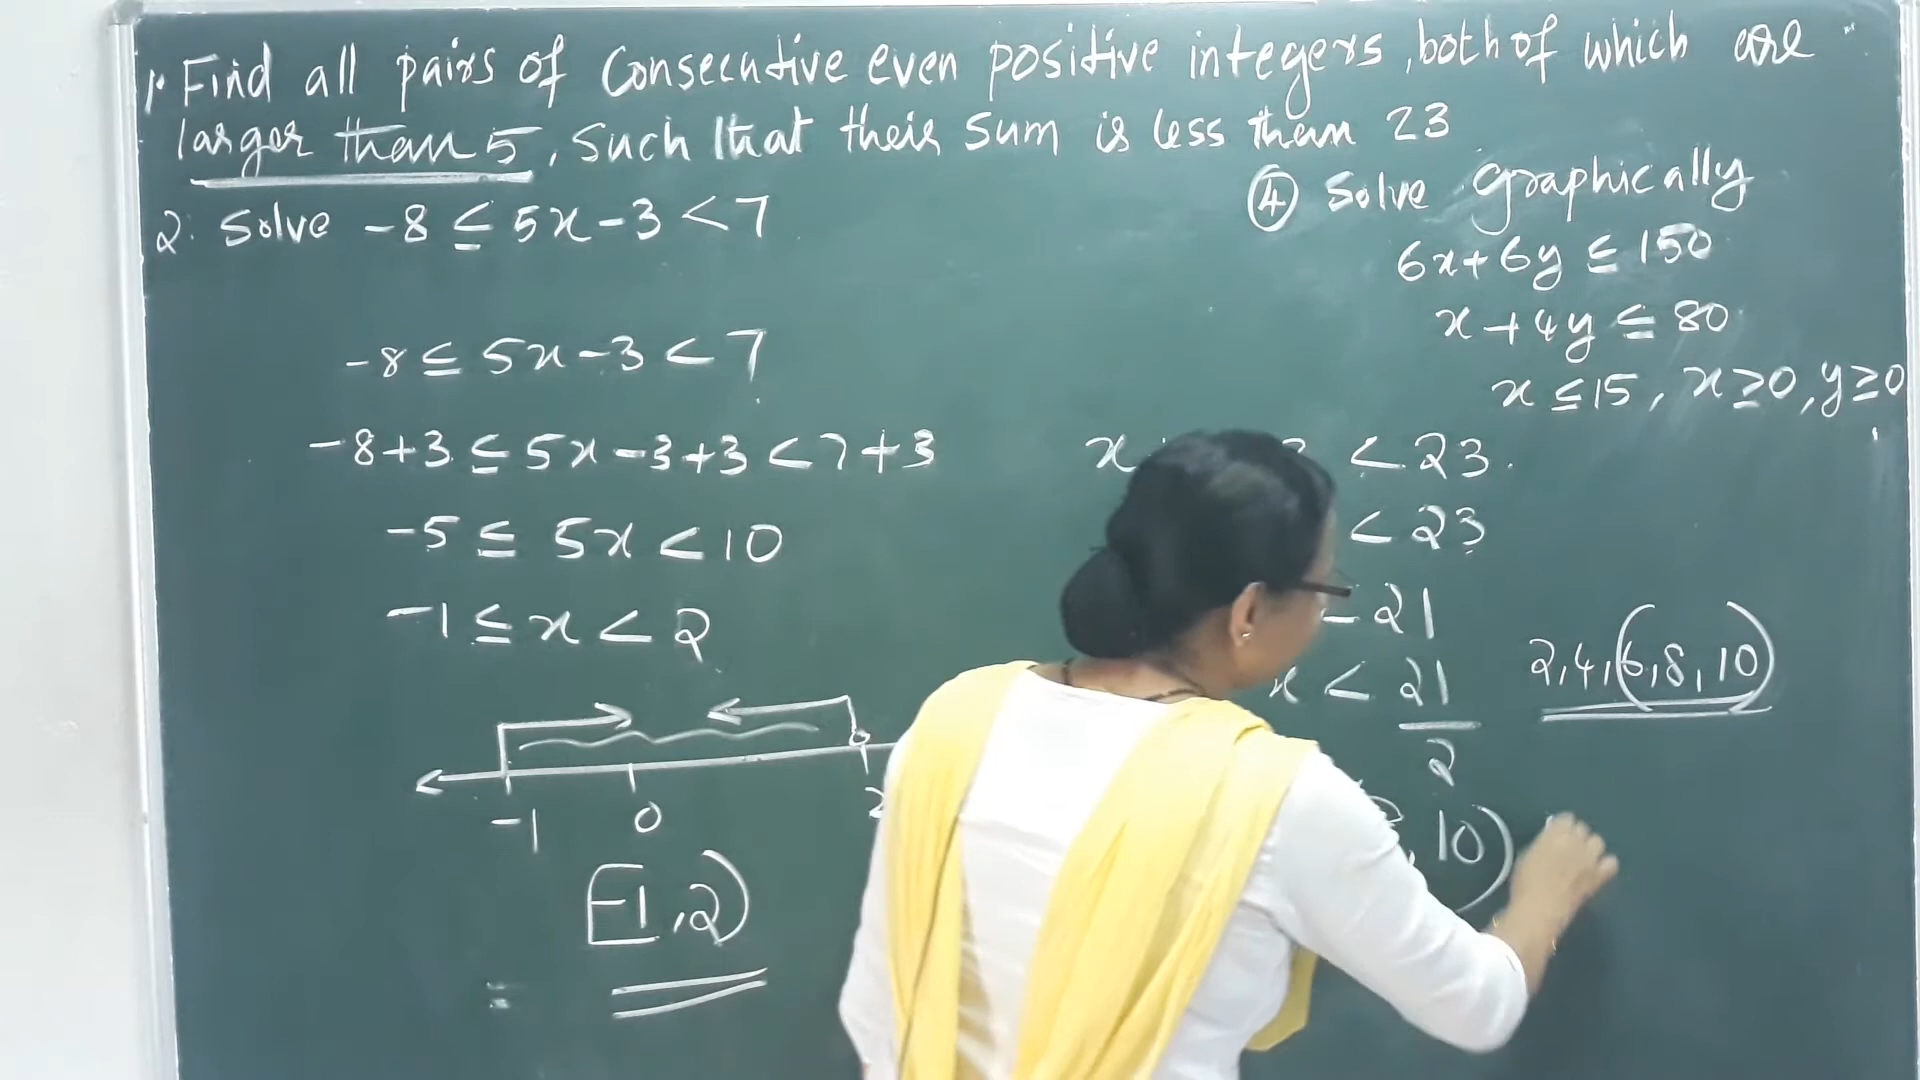 1. Find all pairs of Consecutive even positive integers, both of which are
larger than 5, such that their sum is less than 23
2. Solve -8 ≤ 5x-3 < 7
④ Solve graphically
6x+6y ≤ 150
x+4y ≤ 80
x ≤ 15, x ≥ 0, y ≥ 0
-8 ≤ 5x-3 < 7
-8+3 ≤ 5x-3+3 < 7+3
-5 ≤ 5x < 10
-1 ≤ x < 2
-1 0 2
[-1, 2)
=
x < 23
< 23
21
x < 21
2
2, 4, (6, 8, 10)
, 10)